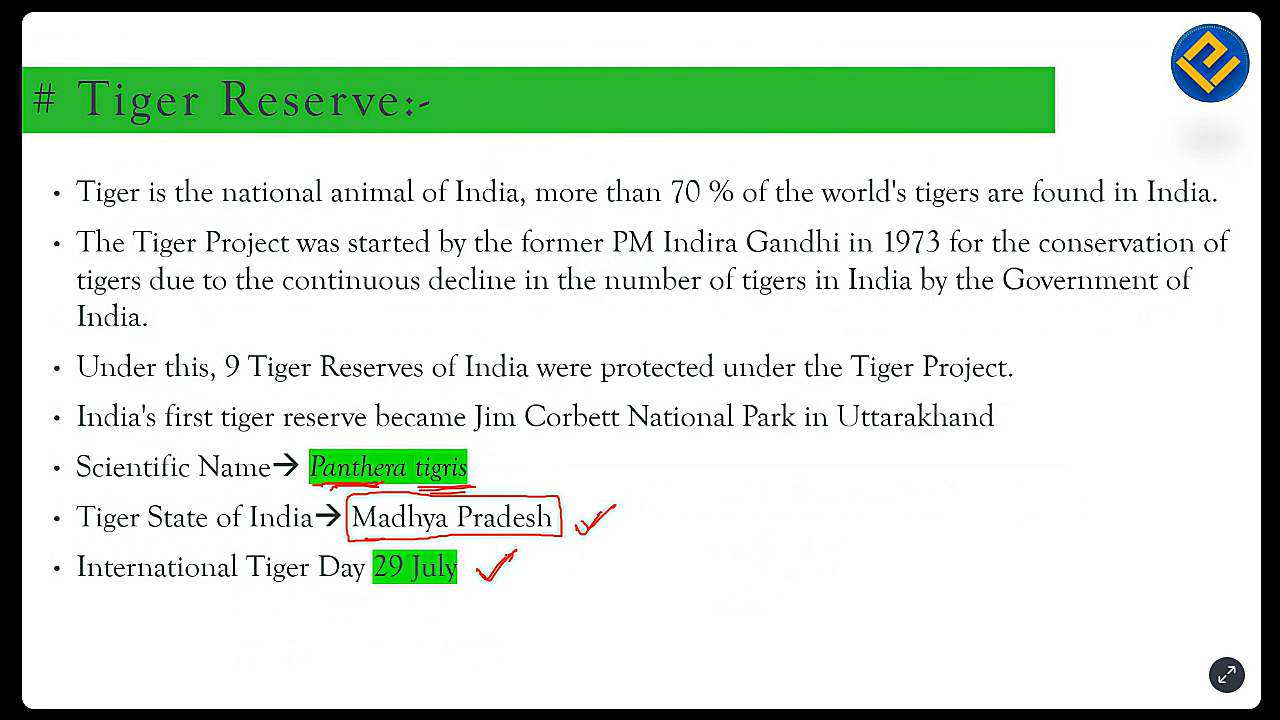 # Tiger Reserve:-
• Tiger is the national animal of India, more than 70 % of the world's tigers are found in India.
• The Tiger Project was started by the former PM Indira Gandhi in 1973 for the conservation of
tigers due to the continuous decline in the number of tigers in India by the Government of
India.
• Under this, 9 Tiger Reserves of India were protected under the Tiger Project.
• India's first tiger reserve became Jim Corbett National Park in Uttarakhand
• Scientific Name→ Panthera tigris
• Tiger State of India→ Madhya Pradesh
• International Tiger Day 29 July